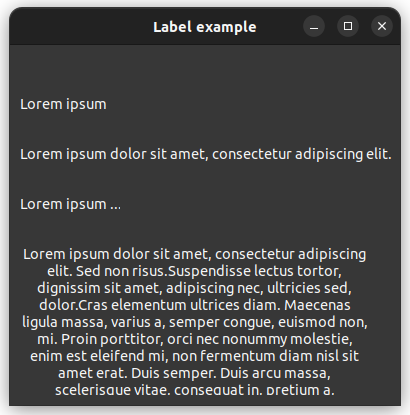 Label example
Lorem ipsum
Lorem ipsum dolor sit amet, consectetur adipiscing elit.
Lorem ipsum ...
Lorem ipsum dolor sit amet, consectetur adipiscing
elit. Sed non risus.Suspendisse lectus tortor,
dignissim sit amet, adipiscing nec, ultricies sed,
dolor.Cras elementum ultrices diam. Maecenas
ligula massa, varius a, semper congue, euismod non,
mi. Proin porttitor, orci nec nonummy molestie,
enim est eleifend mi, non fermentum diam nisl sit
amet erat. Duis semper. Duis arcu massa,
scelerisque vitae, consequat in, pretium a,